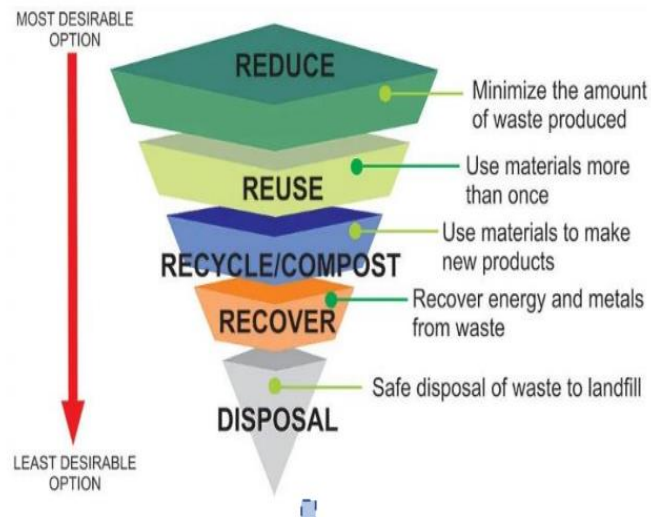 MOST DESIRABLE
OPTION
REDUCE
Minimize the amount
of waste produced
REUSE
Use materials more
than once
RECYCLE/COMPOST
Use materials to make
new products
RECOVER
Recover energy and metals
from waste
DISPOSAL
Safe disposal of waste to landfill
LEAST DESIRABLE
OPTION